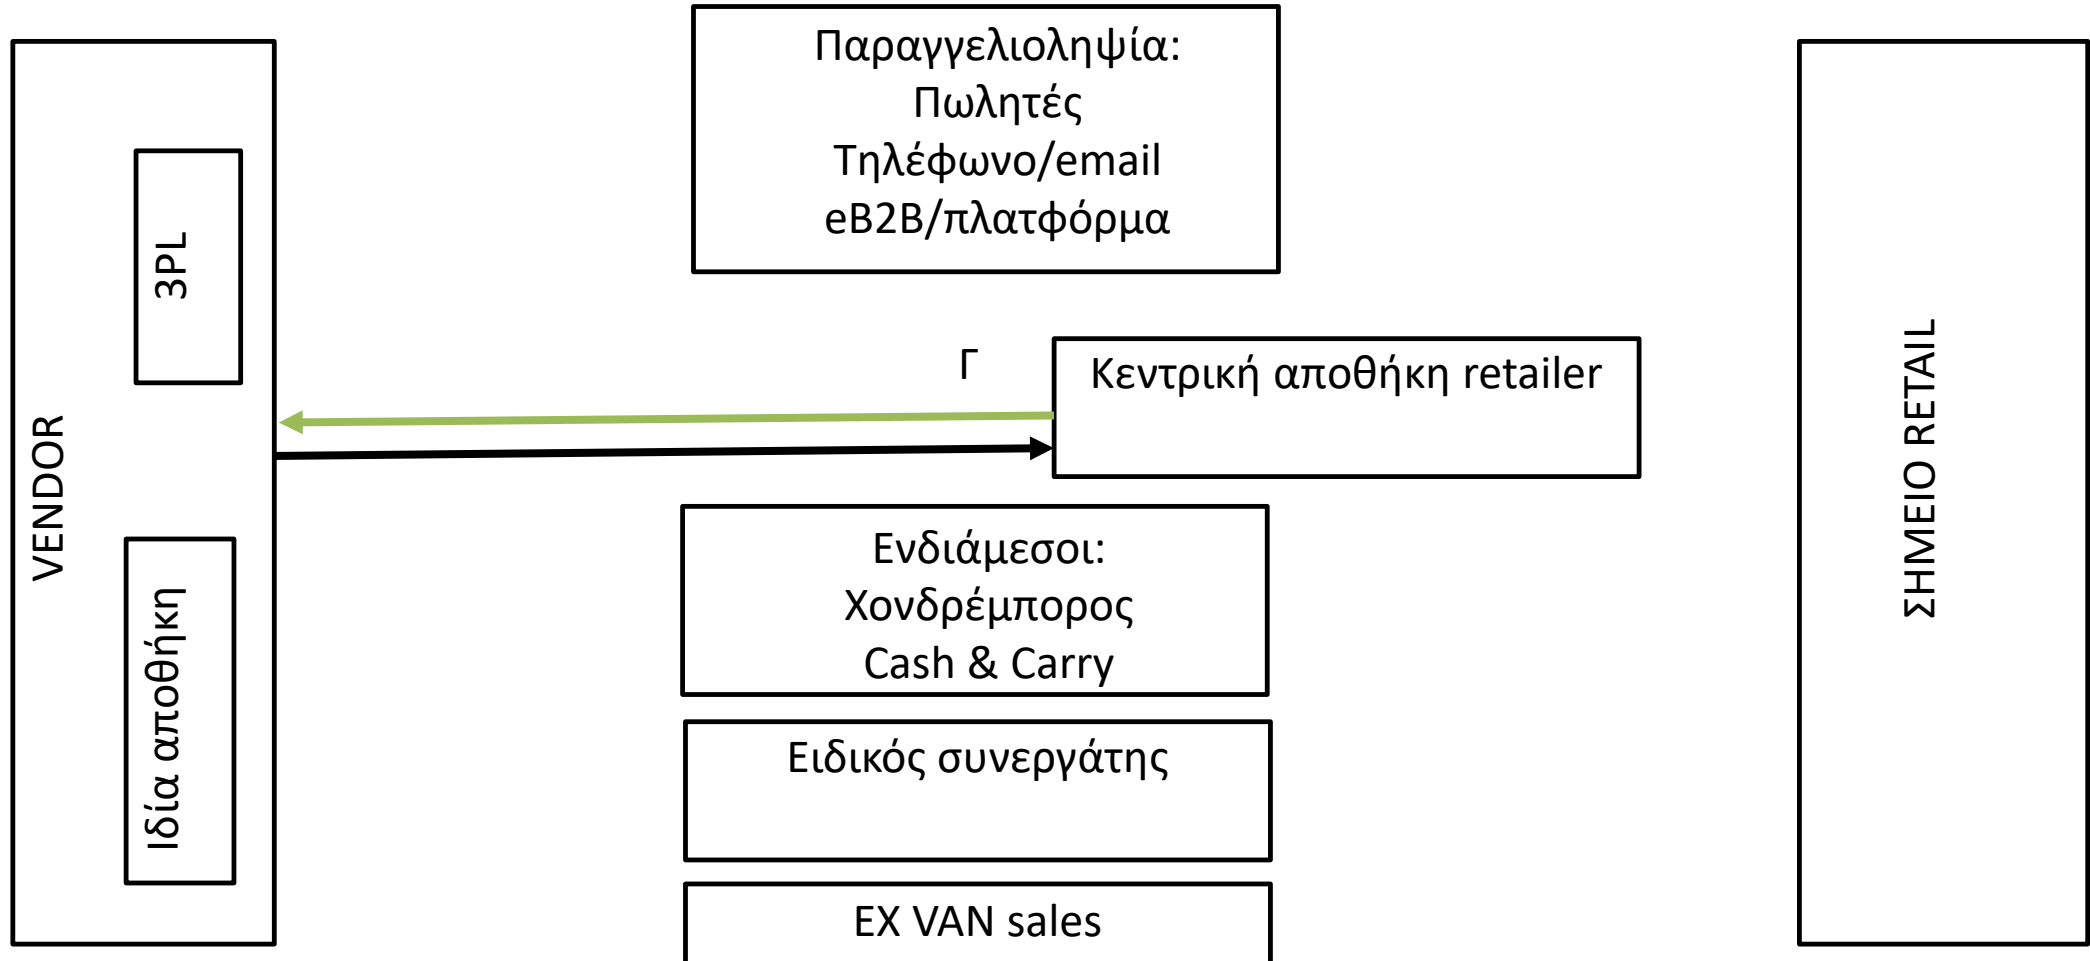 Παραγγελιοληψία:
Πωλητές
Τηλέφωνο/email
eB2B/πλατφόρμα
3PL
VENDOR
Ιδία αποθήκη
Γ
Κεντρική αποθήκη retailer
Ενδιάμεσοι:
Χονδρέμπορος
Cash & Carry
Ειδικός συνεργάτης
EX VAN sales
ΣΗΜΕΙΟ RETAIL